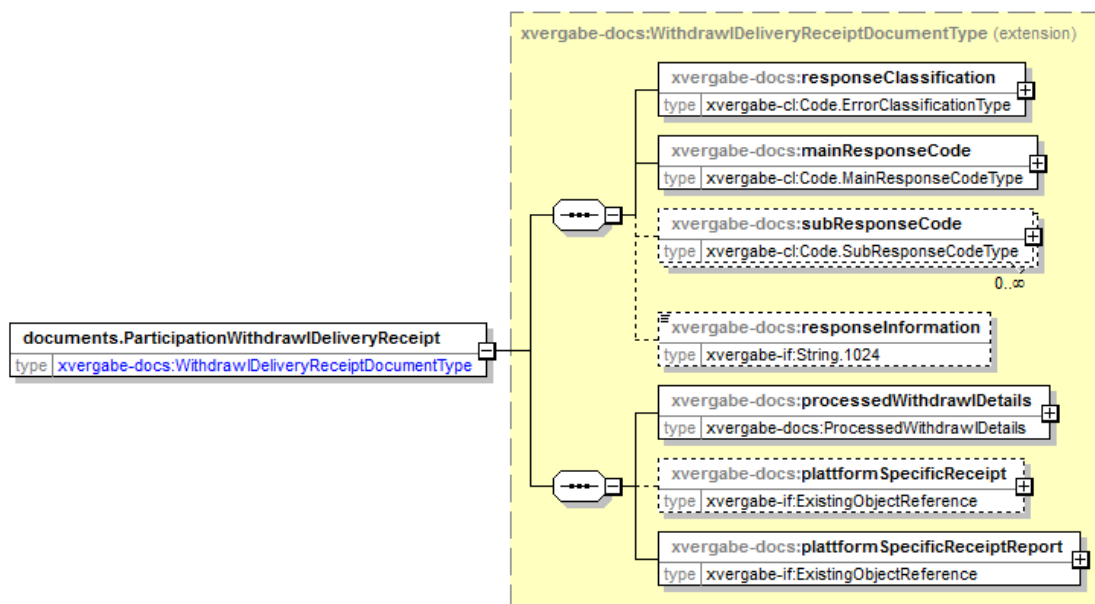 xvergabe-docs:WithdrawlDeliveryReceiptDocumentType (extension)
xvergabe-docs:responseClassification
type xvergabe-cl:Code.ErrorClassificationType
xvergabe-docs:mainResponseCode
type xvergabe-cl:Code.MainResponseCodeType
xvergabe-docs:subResponseCode
type xvergabe-cl:Code.SubResponseCodeType
0..∞
xvergabe-docs:responseInformation
type xvergabe-if:String.1024
documents.ParticipationWithdrawlDeliveryReceipt
type xvergabe-docs:WithdrawlDeliveryReceiptDocumentType
xvergabe-docs:processedWithdrawlDetails
type xvergabe-docs:ProcessedWithdrawlDetails
xvergabe-docs:plattformSpecificReceipt
type xvergabe-if:ExistingObjectReference
xvergabe-docs:plattformSpecificReceiptReport
type xvergabe-if:ExistingObjectReference